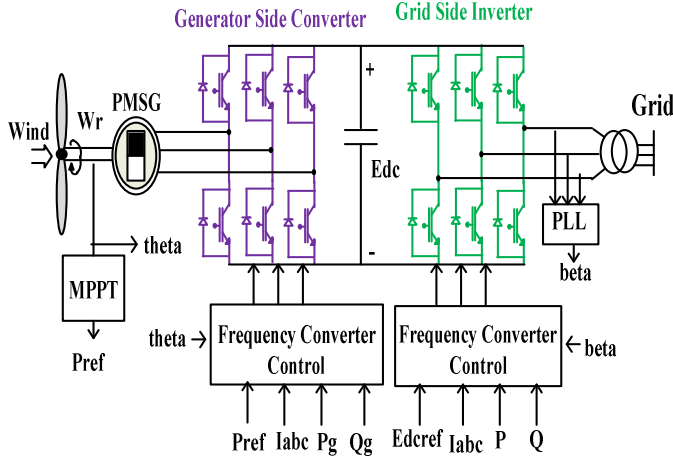 Generator Side Converter
Grid Side Inverter
PMSG
Wr
Wind
+
Edc
-
Grid
PLL
beta
theta
MPPT
Pref
theta
Frequency Converter
Control
Frequency Converter
Control
beta
Pref Iabc Pg Qg
Edcref Iabc P Q